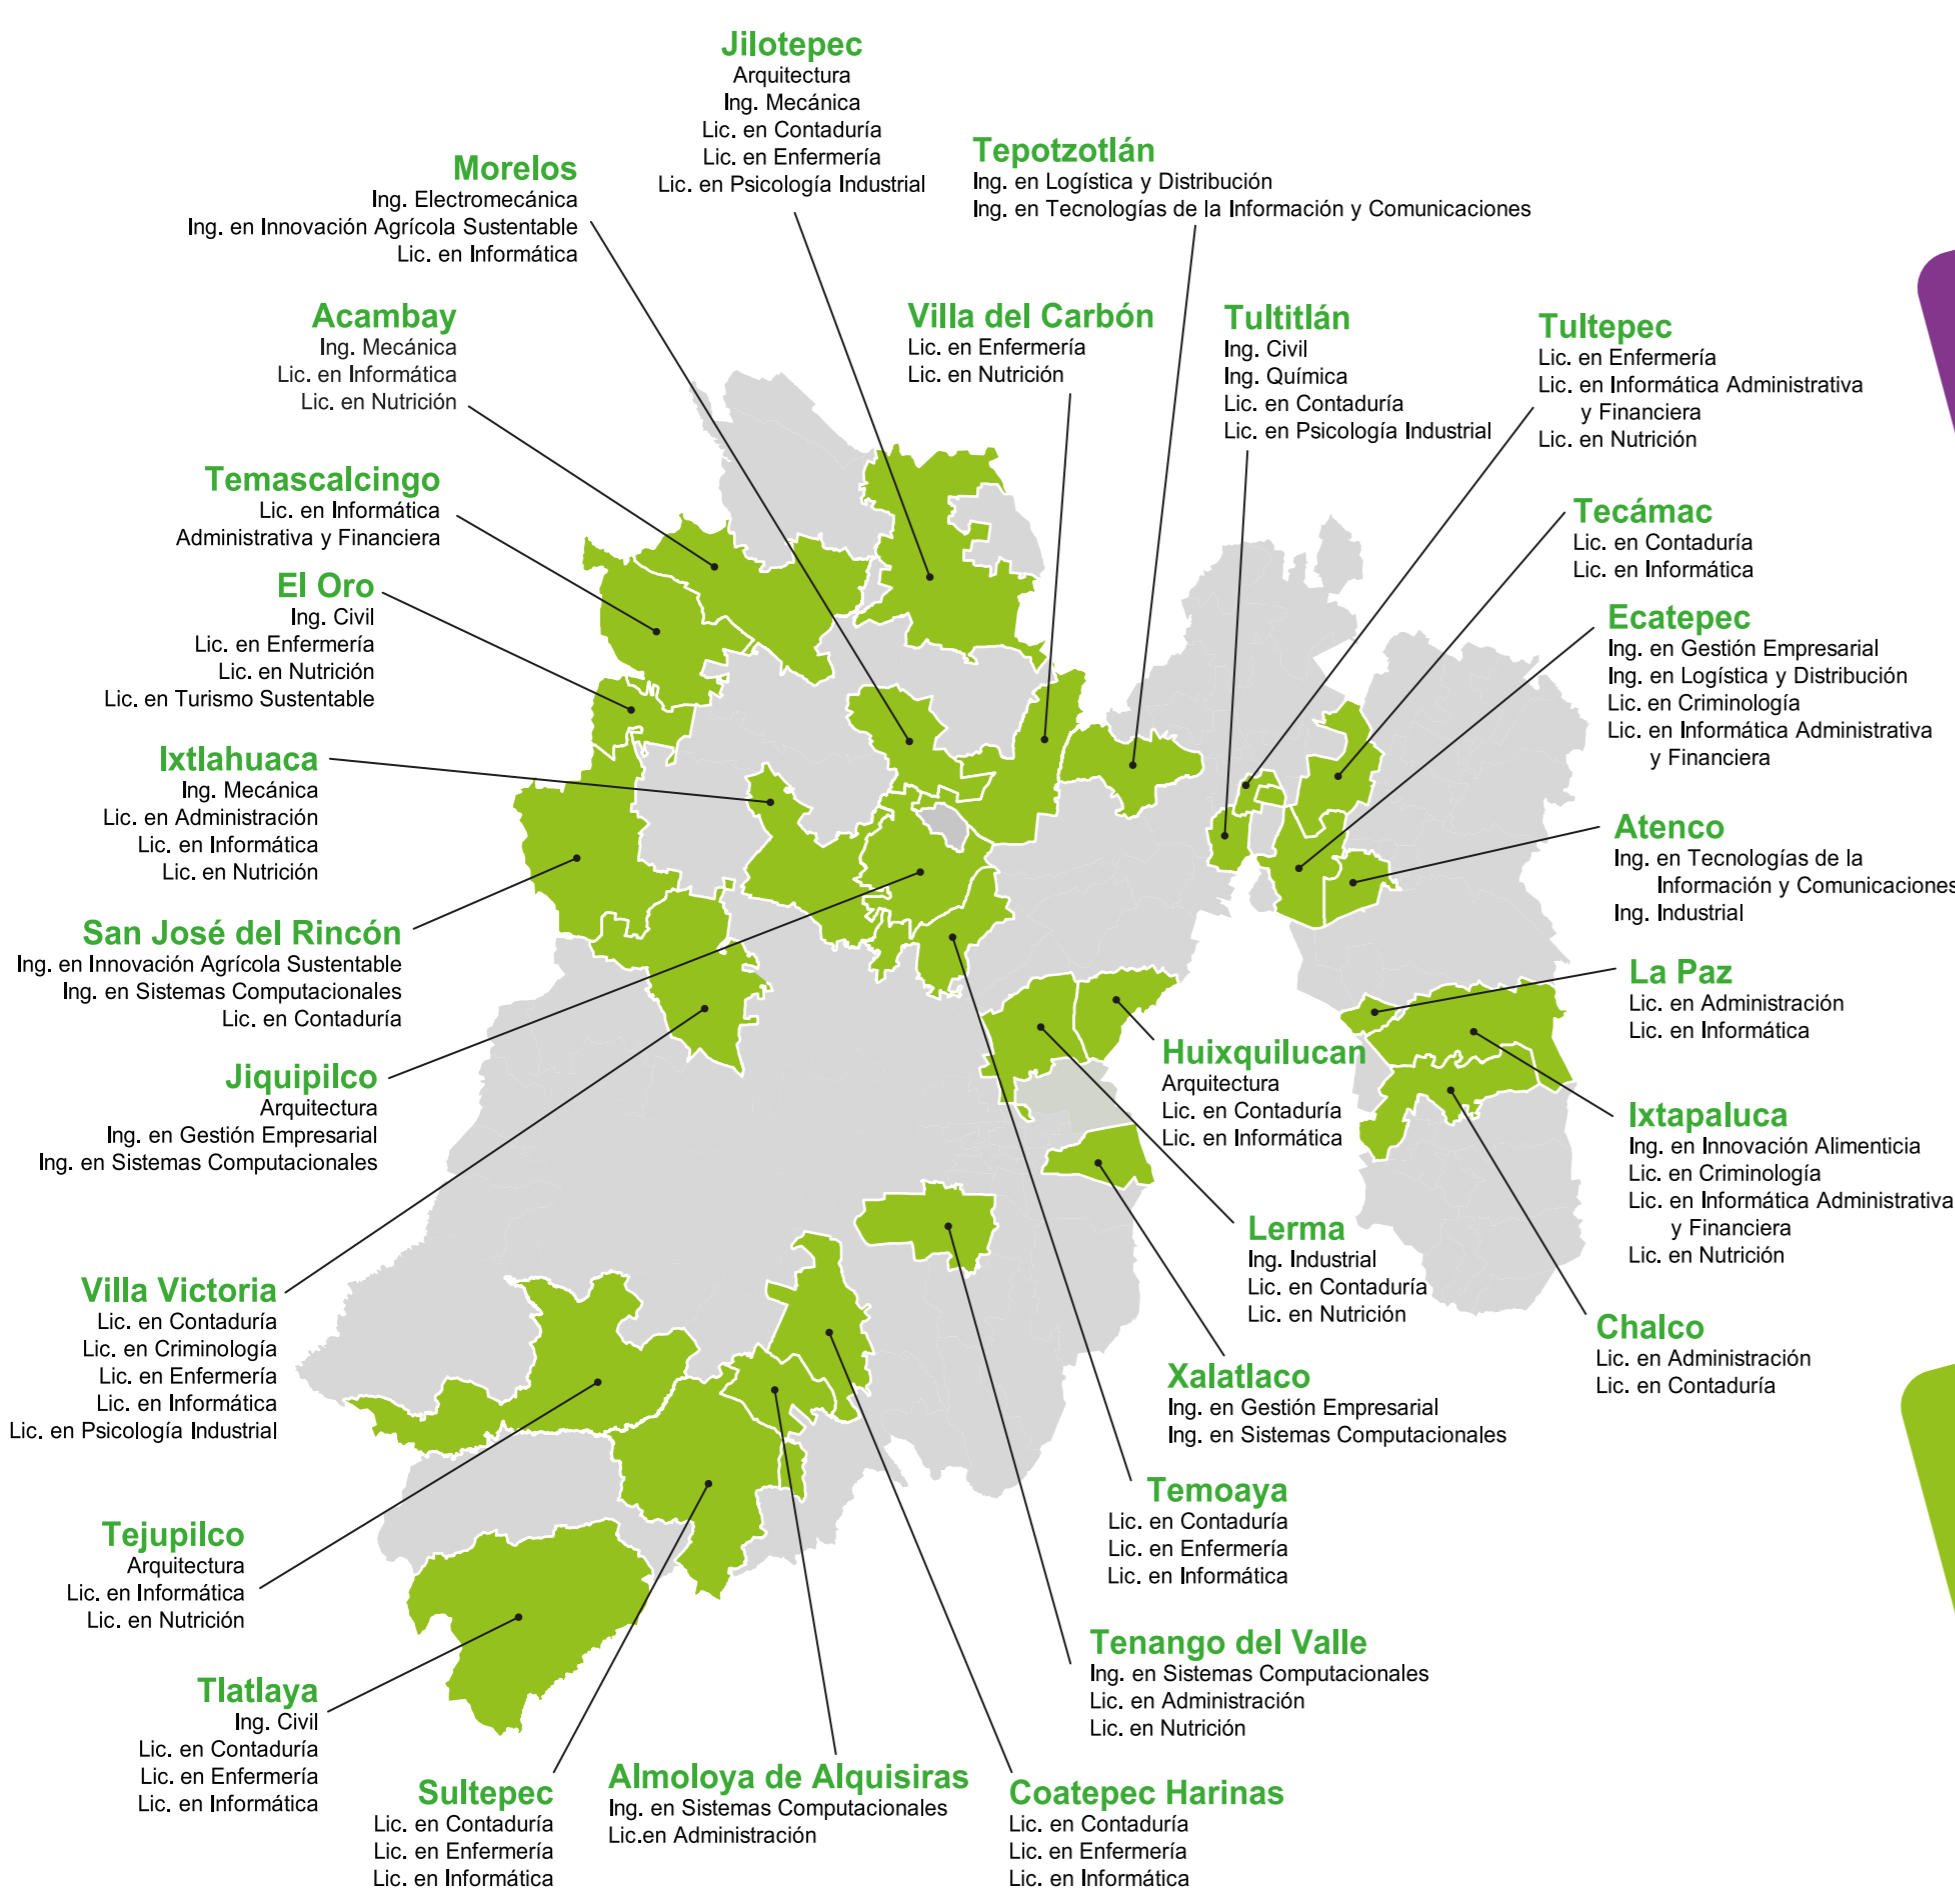 Jilotepec
Arquitectura
Ing. Mecánica
Lic. en Contaduría
Lic. en Enfermería
Lic. en Psicología Industrial
Tepotzotlán
Ing. en Logística y Distribución
Ing. en Tecnologías de la Información y Comunicaciones
Morelos
Ing. Electromecánica
Ing. en Innovación Agrícola Sustentable
Lic. en Informática
Acambay
Ing. Mecánica
Lic. en Informática
Lic. en Nutrición
Villa del Carbón
Lic. en Enfermería
Lic. en Nutrición
Tultitlán
Ing. Civil
Ing. Química
Lic. en Contaduría
Lic. en Psicología Industrial
Tultepec
Lic. en Enfermería
Lic. en Informática Administrativa
y Financiera
Lic. en Nutrición
Temascalcingo
Lic. en Informática
Administrativa y Financiera
Tecámac
Lic. en Contaduría
Lic. en Informática
El Oro
Ing. Civil
Lic. en Enfermería
Lic. en Nutrición
Lic. en Turismo Sustentable
Ecatepec
Ing. en Gestión Empresarial
Ing. en Logística y Distribución
Lic. en Criminología
Lic. en Informática Administrativa
y Financiera
Ixtlahuaca
Ing. Mecánica
Lic. en Administración
Lic. en Informática
Lic. en Nutrición
Atenco
Ing. en Tecnologías de la
Información y Comunicaciones
Ing. Industrial
San José del Rincón
Ing. en Innovación Agrícola Sustentable
Ing. en Sistemas Computacionales
Lic. en Contaduría
La Paz
Lic. en Administración
Lic. en Informática
Jiquipilco
Arquitectura
Ing. en Gestión Empresarial
Ing. en Sistemas Computacionales
Huixquilucan
Arquitectura
Lic. en Contaduría
Lic. en Informática
Ixtapaluca
Ing. en Innovación Alimenticia
Lic. en Criminología
Lic. en Informática Administrativa
y Financiera
Lic. en Nutrición
Lerma
Ing. Industrial
Lic. en Contaduría
Lic. en Nutrición
Villa Victoria
Lic. en Contaduría
Lic. en Criminología
Lic. en Enfermería
Lic. en Informática
Lic. en Psicología Industrial
Chalco
Lic. en Administración
Lic. en Contaduría
Xalatlaco
Ing. en Gestión Empresarial
Ing. en Sistemas Computacionales
Temoaya
Lic. en Contaduría
Lic. en Enfermería
Lic. en Informática
Tejupilco
Arquitectura
Lic. en Informática
Lic. en Nutrición
Tenango del Valle
Ing. en Sistemas Computacionales
Lic. en Administración
Lic. en Nutrición
Tlatlaya
Ing. Civil
Lic. en Contaduría
Lic. en Enfermería
Lic. en Informática
Sultepec
Lic. en Contaduría
Lic. en Enfermería
Lic. en Informática
Almoloya de Alquisiras
Ing. en Sistemas Computacionales
Lic.en Administración
Coatepec Harinas
Lic. en Contaduría
Lic. en Enfermería
Lic. en Informática